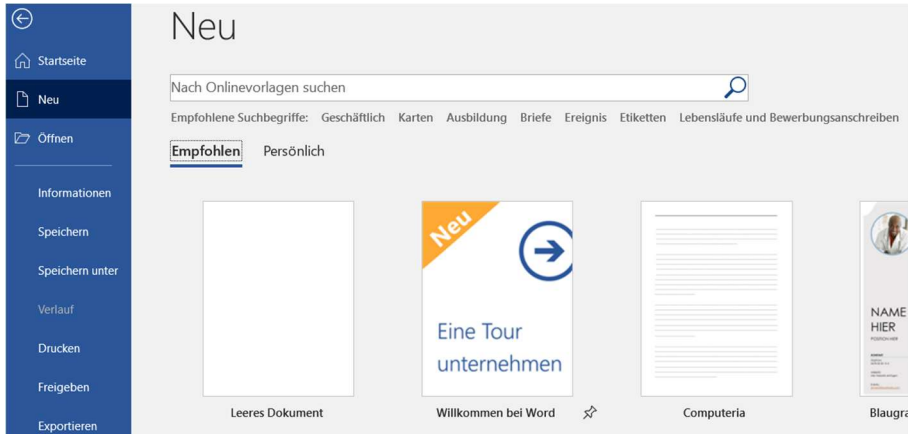 Neu
Startseite
Neu
Öffnen
Informationen
Speichern
Speichern unter
Verlauf
Drucken
Freigeben
Exportieren
Nach Onlinevorlagen suchen
Empfohlene Suchbegriffe: Geschäftlich Karten Ausbildung Briefe Ereignis Etiketten Lebensläufe und Bewerbungsanschreiben
Empfohlen Persönlich
Neu
Eine Tour
unternehmen
NAME
HIER
Leeres Dokument Willkommen bei Word Computeria Blaugra